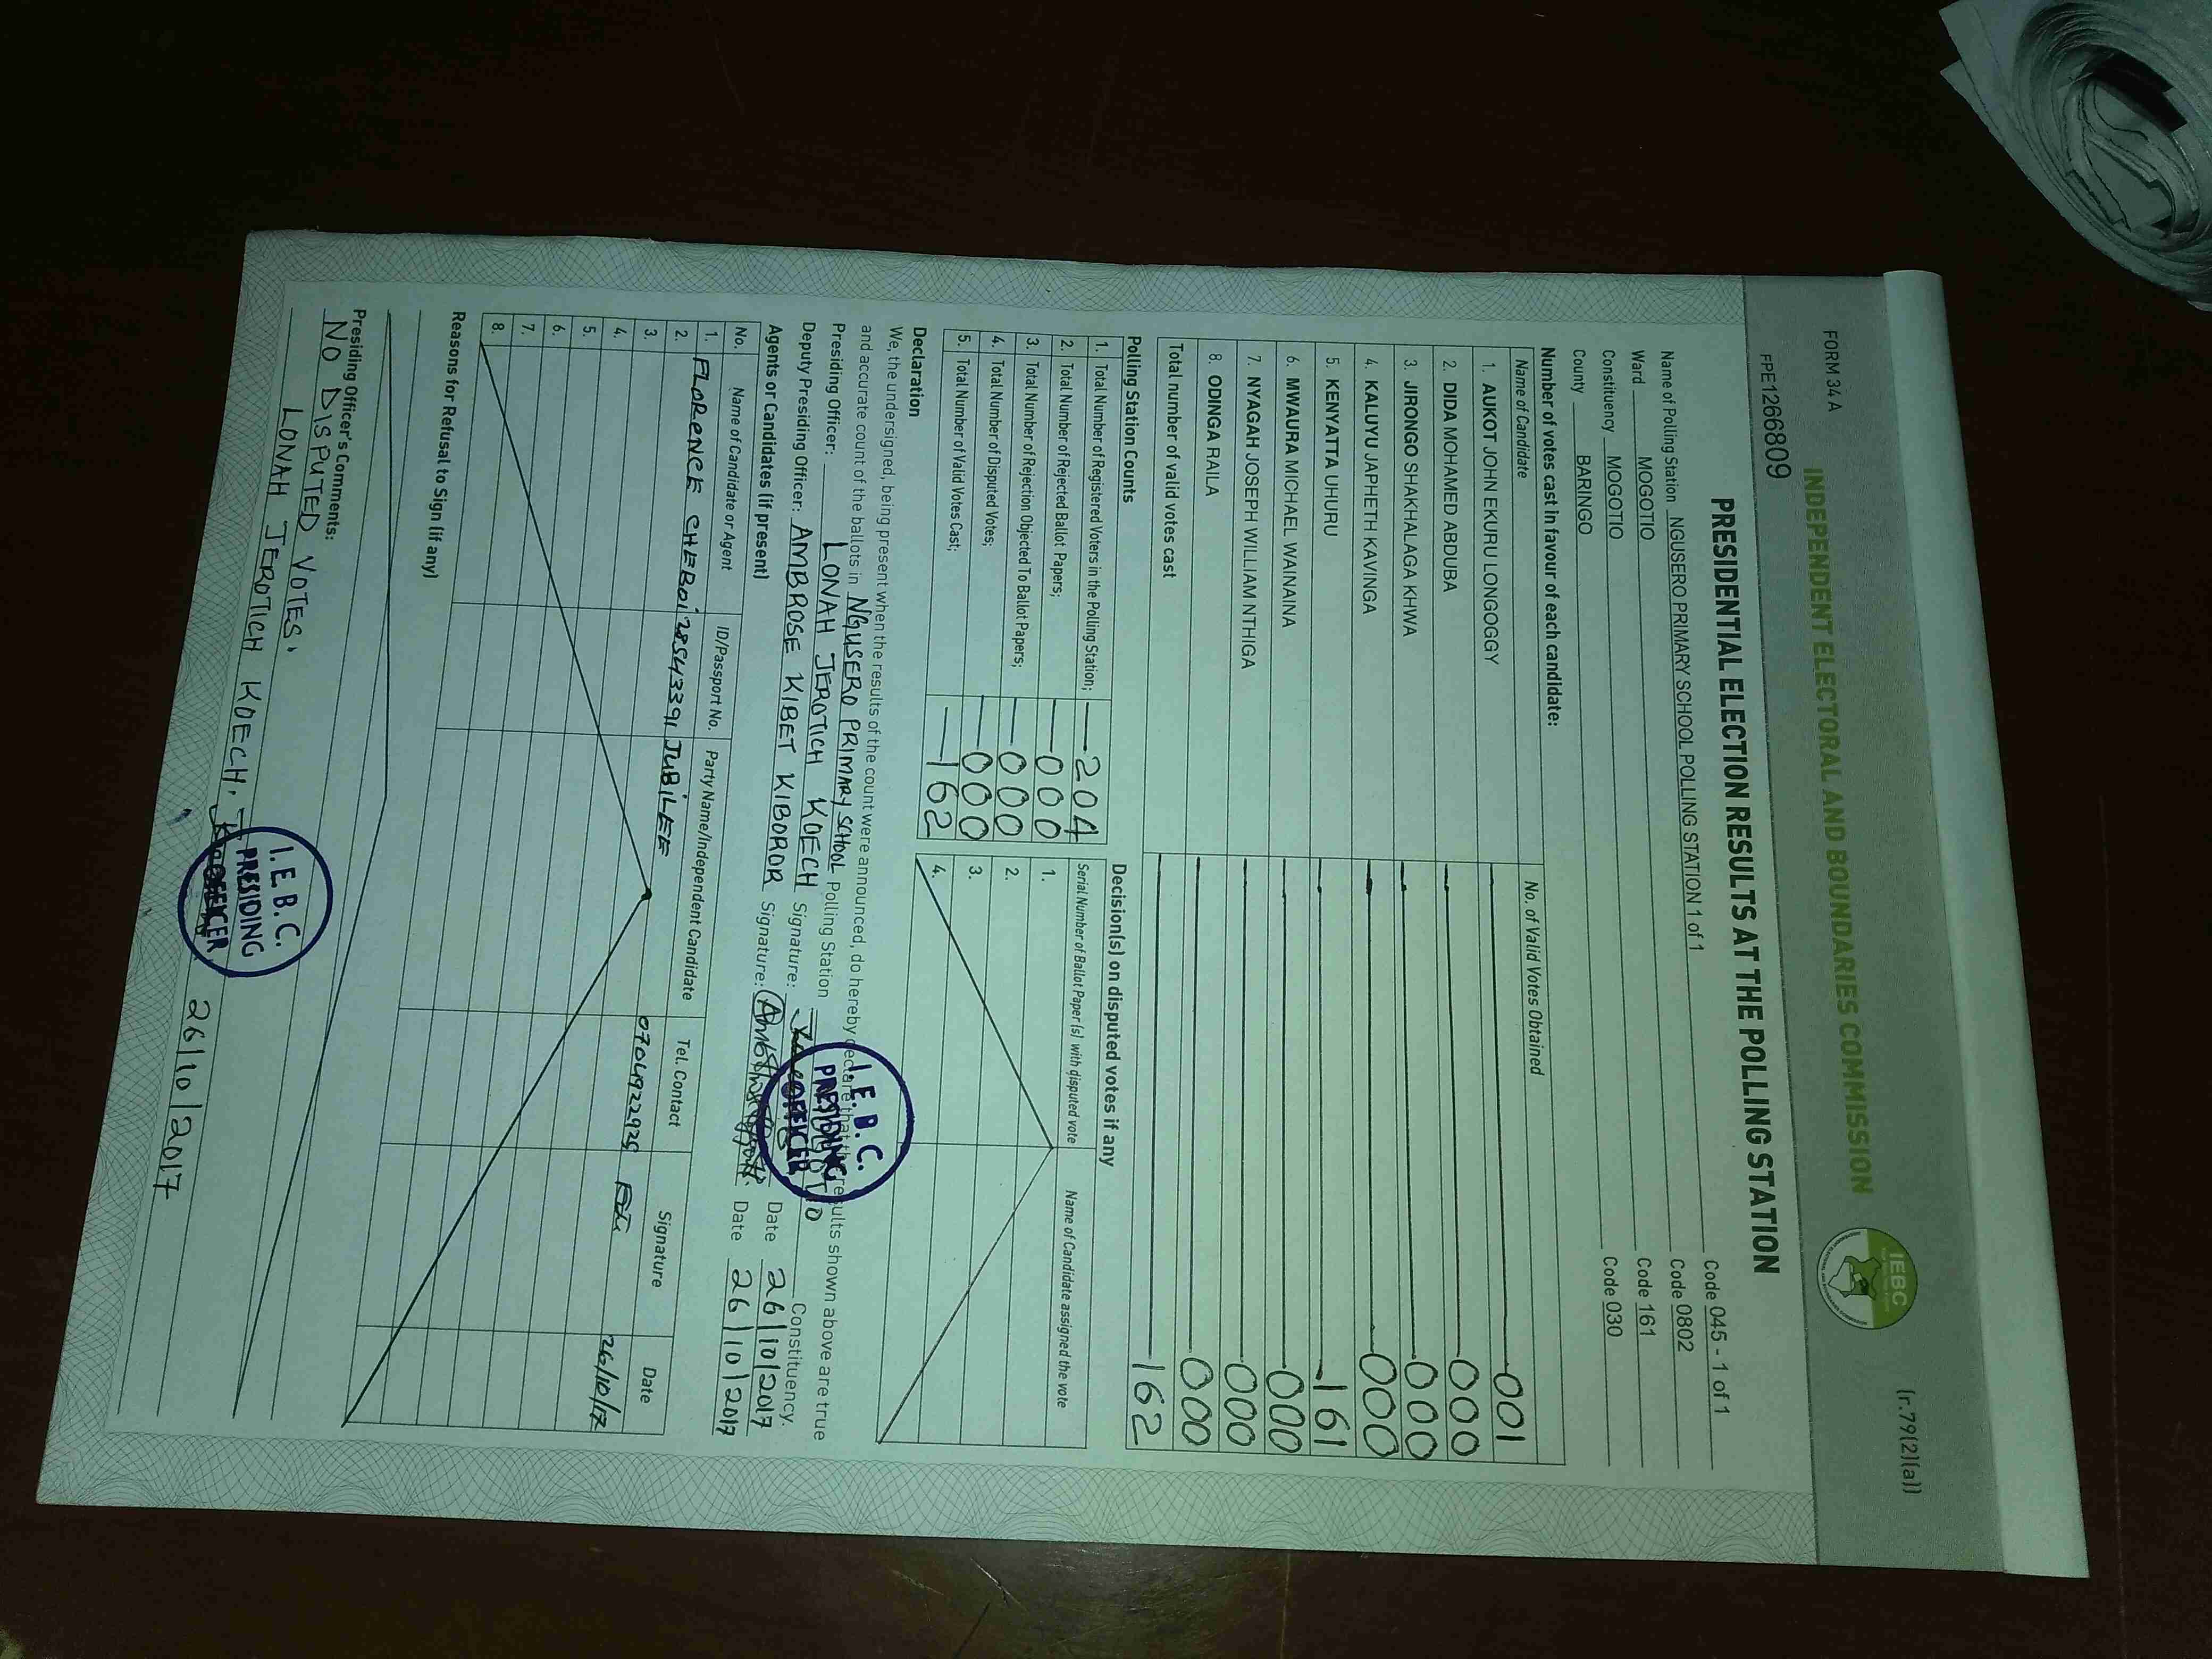 FORM 34 A
(r.79(2)(a))
INDEPENDENT ELECTORAL AND BOUNDARIES COMMISSION
IEBC
FPE1266809
PRESIDENTIAL ELECTION RESULTS AT THE POLLING STATION
Name of Polling Station NGUSERO PRIMARY SCHOOL POLLING STATION 1 of 1 Code 045 - 1 of 1
Ward MOGOTIO Code 0802
Constituency MOGOTIO Code 161
County BARINGO Code 030
Number of votes cast in favour of each candidate:
Name of Candidate No. of Valid Votes Obtained
1. AUKOT JOHN EKURU LONGOGGY 001
2. DIDA MOHAMED ABDUBA 000
3. JIRONGO SHAKHALAGA KHWA 000
4. KALUYU JAPHETH KAVINGA 000
5. KENYATTA UHURU 161
6. MWAURA MICHAEL WAINAINA 000
7. NYAGAH JOSEPH WILLIAM NTHIGA 000
8. ODINGA RAILA 000
Total number of valid votes cast 162
Polling Station Counts
1. Total Number of Registered Voters in the Polling Station; 204
2. Total Number of Rejected Ballot Papers; 000
3. Total Number of Rejection Objected To Ballot Papers; 000
4. Total Number of Disputed Votes; 000
5. Total Number of Valid Votes Cast; 162
Decision(s) on disputed votes if any
Serial Number of Ballot Paper (s) with disputed vote Name of Candidate assigned the vote
1.
2.
3.
4.
Declaration
We, the undersigned, being present when the results of the count were announced, do hereby declare that the results shown above are true
and accurate count of the ballots in NGUSERO PRIMARY SCHOOL Polling Station Constituency.
Presiding Officer: LONAH JEROTICH KOECH Signature: Date 26/10/2017
Deputy Presiding Officer: AMBROSE KIBET KIBOROR Signature: Date 26/10/2017
I.E.B.C.
PRESIDING
OFFICER
Agents or Candidates (if present)
No. Name of Candidate or Agent ID/Passport No. Party Name/Independent Candidate Tel. Contact Signature Date
1. FLORENCE CHEBOI 28543391 JUBILEE 0704922925 26/10/17
2.
3.
4.
5.
6.
7.
8.
Reasons for Refusal to Sign (if any)
Presiding Officer's Comments:
NO DISPUTED VOTES.
LONAH JEROTICH KOECH.
I.E.B.C.
PRESIDING
OFFICER
26/10/2017